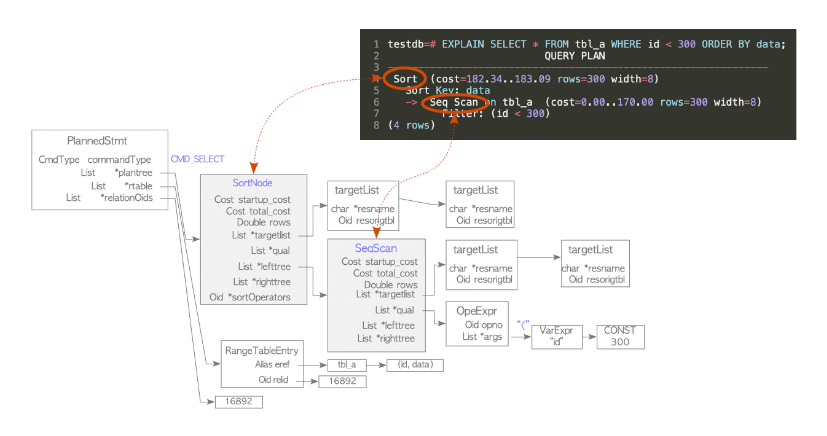 1 testdb=# EXPLAIN SELECT * FROM tbl_a WHERE id < 300 ORDER BY data;
2 QUERY PLAN
3 ---------------------------------------------------------------
4 Sort (cost=182.34..183.09 rows=300 width=8)
5 Sort Key: data
6 -> Seq Scan on tbl_a (cost=0.00..170.00 rows=300 width=8)
7 Filter: (id < 300)
8 (4 rows)
PlannedStmt
CmdType commandType
List *plantree
List *rtable
List *relationOids
CMD_SELECT
SortNode
Cost startup_cost
Cost total_cost
Double rows
List *targetlist
List *qual
List *lefttree
List *righttree
Oid *sortOperators
targetList
char *resname
Oid resorigtbl
targetList
char *resname
Oid resorigtbl
SeqScan
Cost startup_cost
Cost total_cost
Double rows
List *targetlist
List *qual
List *lefttree
List *righttree
targetList
char *resname
Oid resorigtbl
targetList
char *resname
Oid resorigtbl
OpeExpr
Oid opno
List *args
"<"
VarExpr
"id"
CONST
300
RangeTableEntry
Alias eref
Oid relid
tbl_a
(id, data)
16892
16892